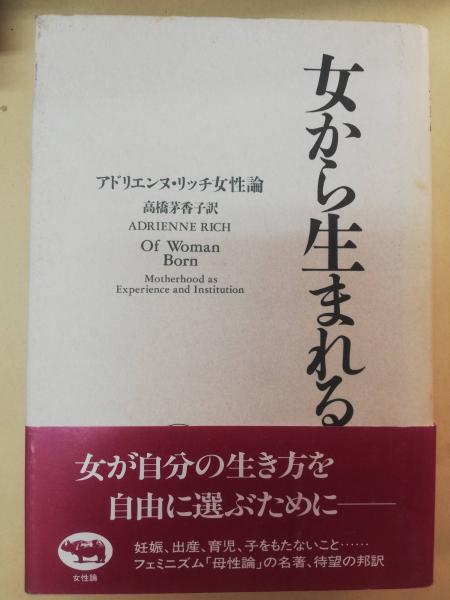 女から生まれる
アドリエンヌ・リッチ女性論
高橋茅香子訳
ADRIENNE RICH
Of Woman
Born
Motherhood as
Experience and Institution
女が自分の生き方を
自由に選ぶために――
妊娠、出産、育児、子をもたないこと……
フェミニズム「母性論」の名著、待望の邦訳
女性論